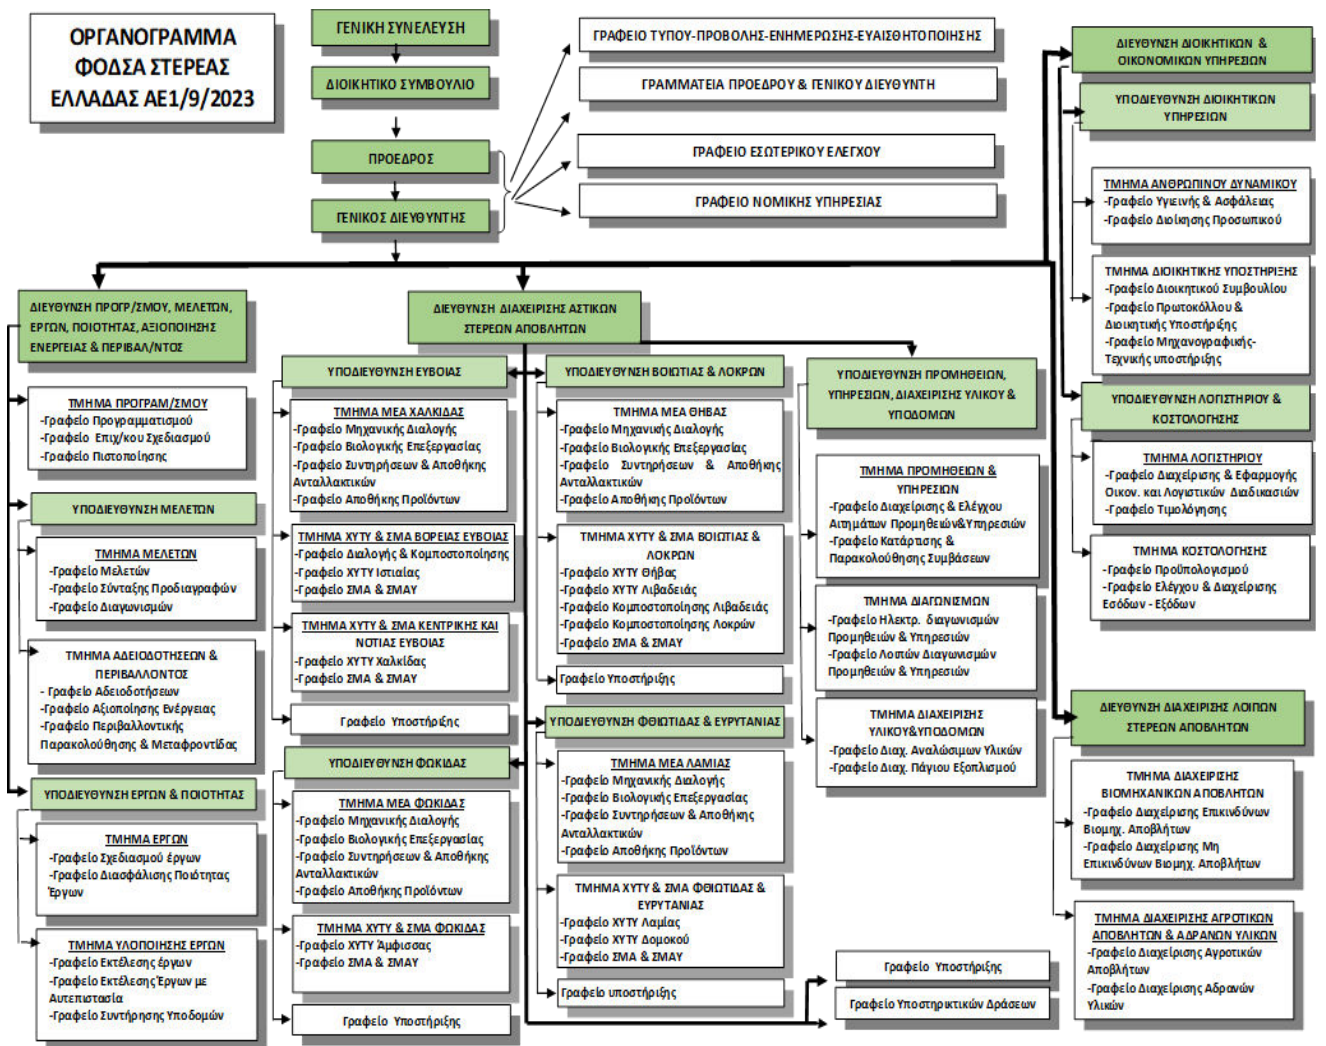 ΟΡΓΑΝΟΓΡΑΜΜΑ
ΦΟΔΣΑ ΣΤΕΡΕΑΣ
ΕΛΛΑΔΑΣ ΑΕ1/9/2023
ΓΕΝΙΚΗ ΣΥΝΕΛΕΥΣΗ
ΔΙΟΙΚΗΤΙΚΟ ΣΥΜΒΟΥΛΙΟ
ΠΡΟΕΔΡΟΣ
ΓΕΝΙΚΟΣ ΔΙΕΥΘΥΝΤΗΣ
ΓΡΑΦΕΙΟ ΤΥΠΟΥ-ΠΡΟΒΟΛΗΣ-ΕΝΗΜΕΡΩΣΗΣ-ΕΥΑΙΣΘΗΤΟΠΟΙΗΣΗΣ
ΓΡΑΜΜΑΤΕΙΑ ΠΡΟΕΔΡΟΥ & ΓΕΝΙΚΟΥ ΔΙΕΥΘΥΝΤΗ
ΓΡΑΦΕΙΟ ΕΣΩΤΕΡΙΚΟΥ ΕΛΕΓΧΟΥ
ΓΡΑΦΕΙΟ ΝΟΜΙΚΗΣ ΥΠΗΡΕΣΙΑΣ
ΔΙΕΥΘΥΝΣΗ ΠΡΟΓΡ/ΣΜΟΥ, ΜΕΛΕΤΩΝ,
ΕΡΓΩΝ, ΠΟΙΟΤΗΤΑΣ, ΑΞΙΟΠΟΙΗΣΗΣ
ΕΝΕΡΓΕΙΑΣ & ΠΕΡΙΒΑΛ/ΝΤΟΣ
ΤΜΗΜΑ ΠΡΟΓΡΑΜ/ΣΜΟΥ
-Γραφείο Προγραμματισμού
-Γραφείο Επιχ/κου Σχεδιασμού
-Γραφείο Πιστοποίησης
ΥΠΟΔΙΕΥΘΥΝΣΗ ΜΕΛΕΤΩΝ
ΤΜΗΜΑ ΜΕΛΕΤΩΝ
-Γραφείο Μελετών
-Γραφείο Σύνταξης Προδιαγραφών
-Γραφείο Διαγωνισμών
ΤΜΗΜΑ ΑΔΕΙΟΔΟΤΗΣΕΩΝ &
ΠΕΡΙΒΑΛΛΟΝΤΟΣ
- Γραφείο Αδειοδοτήσεων
-Γραφείο Αξιοποίησης Ενέργειας
-Γραφείο Περιβαλλοντικής
Παρακολούθησης & Μεταφροντίδας
ΥΠΟΔΙΕΥΘΥΝΣΗ ΕΡΓΩΝ & ΠΟΙΟΤΗΤΑΣ
ΤΜΗΜΑ ΕΡΓΩΝ
-Γραφείο Σχεδιασμού έργων
-Γραφείο Διασφάλισης Ποιότητας
Έργων
ΤΜΗΜΑ ΥΛΟΠΟΙΗΣΗΣ ΕΡΓΩΝ
-Γραφείο Εκτέλεσης έργων
-Γραφείο Εκτέλεσης Έργων με
Αυτεπιστασία
-Γραφείο Συντήρησης Υποδομών
ΔΙΕΥΘΥΝΣΗ ΔΙΑΧΕΙΡΙΣΗΣ ΑΣΤΙΚΩΝ
ΣΤΕΡΕΩΝ ΑΠΟΒΛΗΤΩΝ
ΥΠΟΔΙΕΥΘΥΝΣΗ ΕΥΒΟΙΑΣ
ΤΜΗΜΑ ΜΕΑ ΧΑΛΚΙΔΑΣ
-Γραφείο Μηχανικής Διαλογής
-Γραφείο Βιολογικής Επεξεργασίας
-Γραφείο Συντηρήσεων & Αποθήκης
Ανταλλακτικών
-Γραφείο Αποθήκης Προϊόντων
ΤΜΗΜΑ ΧΥΤΥ & ΣΜΑ ΒΟΡΕΙΑΣ ΕΥΒΟΙΑΣ
-Γραφείο Διαλογής & Κομποστοποίησης
-Γραφείο ΧΥΤΥ Ιστιαίας
-Γραφείο ΣΜΑ & ΣΜΑΥ
ΤΜΗΜΑ ΧΥΤΥ & ΣΜΑ ΚΕΝΤΡΙΚΗΣ ΚΑΙ
ΝΟΤΙΑΣ ΕΥΒΟΙΑΣ
-Γραφείο ΧΥΤΥ Χαλκίδας
-Γραφείο ΣΜΑ & ΣΜΑΥ
Γραφείο Υποστήριξης
ΥΠΟΔΙΕΥΘΥΝΣΗ ΦΩΚΙΔΑΣ
ΤΜΗΜΑ ΜΕΑ ΦΩΚΙΔΑΣ
-Γραφείο Μηχανικής Διαλογής
-Γραφείο Βιολογικής Επεξεργασίας
-Γραφείο Συντηρήσεων & Αποθήκης
Ανταλλακτικών
-Γραφείο Αποθήκης Προϊόντων
ΤΜΗΜΑ ΧΥΤΥ & ΣΜΑ ΦΩΚΙΔΑΣ
-Γραφείο ΧΥΤΥ Άμφισσας
-Γραφείο ΣΜΑ & ΣΜΑΥ
Γραφείο Υποστήριξης
ΥΠΟΔΙΕΥΘΥΝΣΗ ΒΟΙΩΤΙΑΣ & ΛΟΚΡΩΝ
ΤΜΗΜΑ ΜΕΑ ΘΗΒΑΣ
-Γραφείο Μηχανικής Διαλογής
-Γραφείο Βιολογικής Επεξεργασίας
-Γραφείο Συντηρήσεων & Αποθήκης
Ανταλλακτικών
-Γραφείο Αποθήκης Προϊόντων
ΤΜΗΜΑ ΧΥΤΥ & ΣΜΑ ΒΟΙΩΤΙΑΣ &
ΛΟΚΡΩΝ
-Γραφείο ΧΥΤΥ Θήβας
-Γραφείο ΧΥΤΥ Λιβαδειάς
-Γραφείο Κομποστοποίησης Λιβαδειάς
-Γραφείο Κομποστοποίησης Λοκρών
-Γραφείο ΣΜΑ & ΣΜΑΥ
Γραφείο Υποστήριξης
ΥΠΟΔΙΕΥΘΥΝΣΗ ΦΘΙΩΤΙΔΑΣ & ΕΥΡΥΤΑΝΙΑΣ
ΤΜΗΜΑ ΜΕΑ ΛΑΜΙΑΣ
-Γραφείο Μηχανικής Διαλογής
-Γραφείο Βιολογικής Επεξεργασίας
-Γραφείο Συντηρήσεων & Αποθήκης
Ανταλλακτικών
-Γραφείο Αποθήκης Προϊόντων
ΤΜΗΜΑ ΧΥΤΥ & ΣΜΑ ΦΘΙΩΤΙΔΑΣ &
ΕΥΡΥΤΑΝΙΑΣ
-Γραφείο ΧΥΤΥ Λαμίας
-Γραφείο ΧΥΤΥ Δομοκού
-Γραφείο ΣΜΑ & ΣΜΑΥ
Γραφείο υποστήριξης
ΥΠΟΔΙΕΥΘΥΝΣΗ ΠΡΟΜΗΘΕΙΩΝ,
ΥΠΗΡΕΣΙΩΝ, ΔΙΑΧΕΙΡΙΣΗΣ ΥΛΙΚΟΥ &
ΥΠΟΔΟΜΩΝ
ΤΜΗΜΑ ΠΡΟΜΗΘΕΙΩΝ &
ΥΠΗΡΕΣΙΩΝ
-Γραφείο Διαχείρισης & Ελέγχου
Αιτημάτων Προμηθειών&Υπηρεσιών
-Γραφείο Κατάρτισης &
Παρακολούθησης Συμβάσεων
ΤΜΗΜΑ ΔΙΑΓΩΝΙΣΜΩΝ
-Γραφείο Ηλεκτρ. διαγωνισμών
Προμηθειών & Υπηρεσιών
-Γραφείο Λοιπών Διαγωνισμών
Προμηθειών & Υπηρεσιών
ΤΜΗΜΑ ΔΙΑΧΕΙΡΙΣΗΣ
ΥΛΙΚΟΥ&ΥΠΟΔΟΜΩΝ
-Γραφείο Διαχ. Αναλώσιμων Υλικών
-Γραφείο Διαχ. Πάγιου Εξοπλισμού
Γραφείο Υποστήριξης
Γραφείο Υποστηρικτικών Δράσεων
ΔΙΕΥΘΥΝΣΗ ΔΙΟΙΚΗΤΙΚΩΝ &
ΟΙΚΟΝΟΜΙΚΩΝ ΥΠΗΡΕΣΙΩΝ
ΥΠΟΔΙΕΥΘΥΝΣΗ ΔΙΟΙΚΗΤΙΚΩΝ
ΥΠΗΡΕΣΙΩΝ
ΤΜΗΜΑ ΑΝΘΡΩΠΙΝΟΥ ΔΥΝΑΜΙΚΟΥ
-Γραφείο Υγιεινής & Ασφάλειας
-Γραφείο Διοίκησης Προσωπικού
ΤΜΗΜΑ ΔΙΟΙΚΗΤΙΚΗΣ ΥΠΟΣΤΗΡΙΞΗΣ
-Γραφείο Διοικητικού Συμβουλίου
-Γραφείο Πρωτοκόλλου &
Διοικητικής Υποστήριξης
-Γραφείο Μηχανογραφικής-
Τεχνικής υποστήριξης
ΥΠΟΔΙΕΥΘΥΝΣΗ ΛΟΓΙΣΤΗΡΙΟΥ &
ΚΟΣΤΟΛΟΓΗΣΗΣ
ΤΜΗΜΑ ΛΟΓΙΣΤΗΡΙΟΥ
-Γραφείο Διαχείρισης & Εφαρμογής
Οικον. και Λογιστικών Διαδικασιών
-Γραφείο Τιμολόγησης
ΤΜΗΜΑ ΚΟΣΤΟΛΟΓΗΣΗΣ
-Γραφείο Προϋπολογισμού
-Γραφείο Ελέγχου & Διαχείρισης
Εσόδων - Εξόδων
ΔΙΕΥΘΥΝΣΗ ΔΙΑΧΕΙΡΙΣΗΣ ΛΟΙΠΩΝ
ΣΤΕΡΕΩΝ ΑΠΟΒΛΗΤΩΝ
ΤΜΗΜΑ ΔΙΑΧΕΙΡΙΣΗΣ
ΒΙΟΜΗΧΑΝΙΚΩΝ ΑΠΟΒΛΗΤΩΝ
-Γραφείο Διαχείρισης Επικινδύνων
Βιομηχ. Αποβλήτων
-Γραφείο Διαχείρισης Μη
Επικινδύνων Βιομηχ. Αποβλήτων
ΤΜΗΜΑ ΔΙΑΧΕΙΡΙΣΗΣ ΑΓΡΟΤΙΚΩΝ
ΑΠΟΒΛΗΤΩΝ & ΑΔΡΑΝΩΝ ΥΛΙΚΩΝ
-Γραφείο Διαχείρισης Αγροτικών
Αποβλήτων
-Γραφείο Διαχείρισης Αδρανών
Υλικών